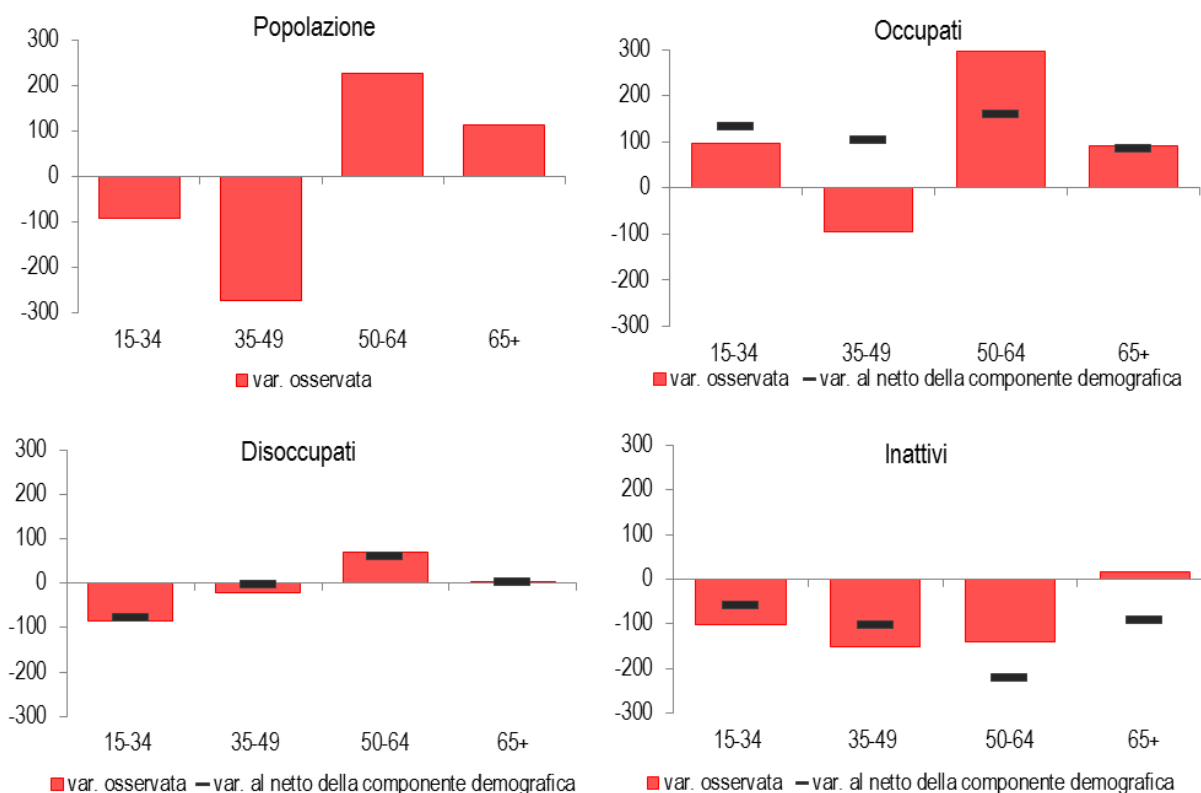 Popolazione
300
200
100
0
-100
-200
-300
15-34 35-49 50-64 65+
var. osservata
Occupati
300
200
100
0
-100
-200
-300
15-34 35-49 50-64 65+
var. osservata var. al netto della componente demografica
Disoccupati
300
200
100
0
-100
-200
-300
15-34 35-49 50-64 65+
var. osservata var. al netto della componente demografica
Inattivi
300
200
100
0
-100
-200
-300
15-34 35-49 50-64 65+
var. osservata var. al netto della componente demografica